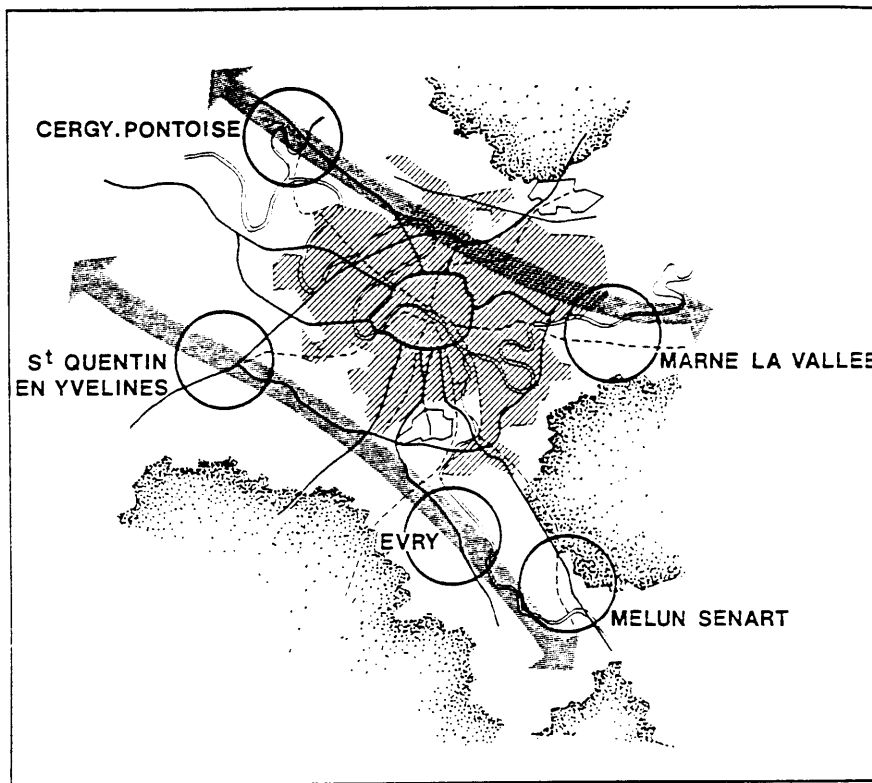 CERGY.PONTOISE
St QUENTIN
EN YVELINES
MARNE LA VALLEE
EVRY
MELUN SENART